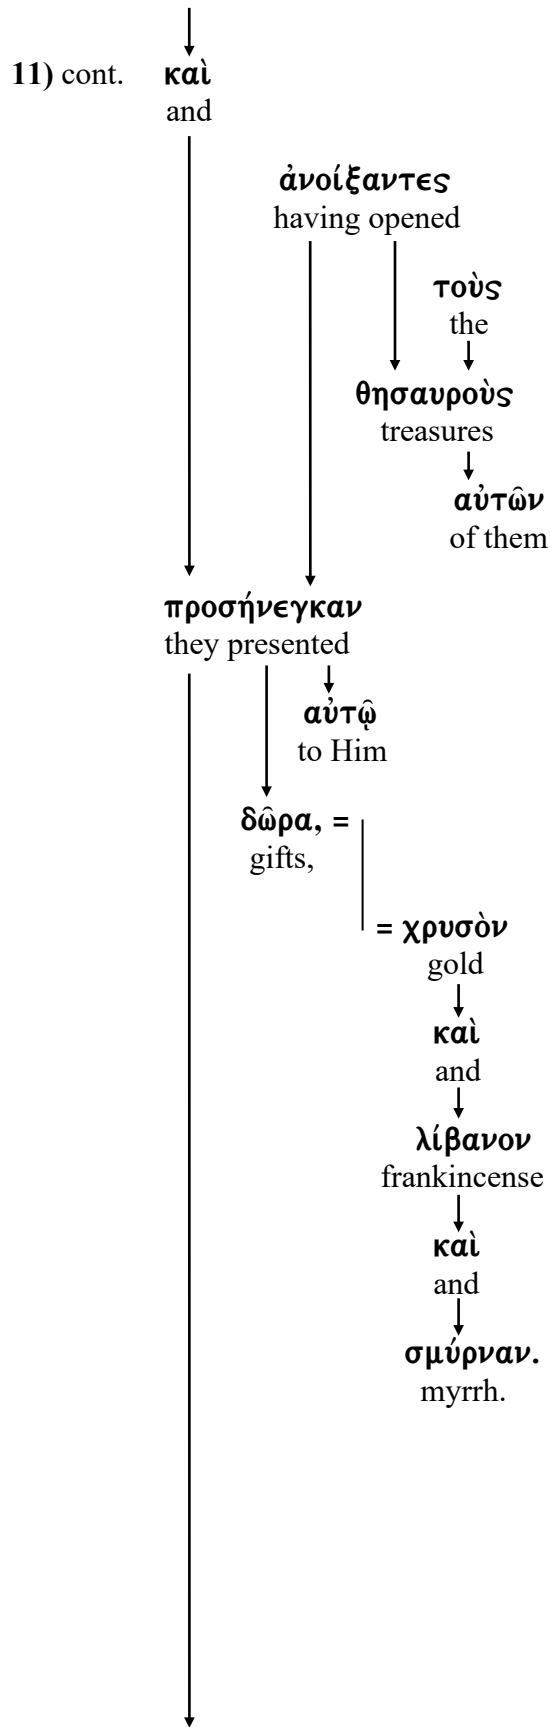 11) cont. καὶ
and
ἀνοίξαντες
having opened
τοὺς
the
θησαυροὺς
treasures
αὐτῶν
of them
προσήνεγκαν
they presented
αὐτῷ
to Him
δῶρα, =
gifts,
= χρυσὸν
gold
καὶ
and
λίβανον
frankincense
καὶ
and
σμύρναν.
myrrh.